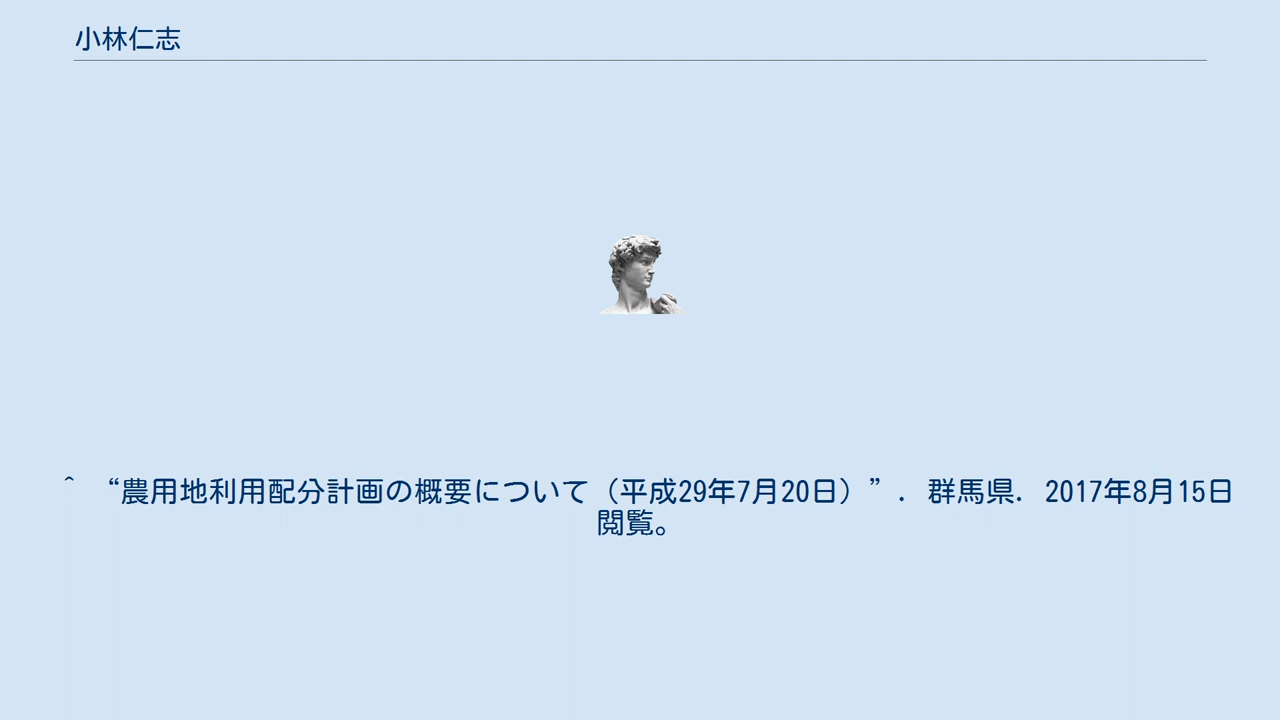 小林仁志
^ “農用地利用配分計画の概要について（平成29年7月20日）”. 群馬県. 2017年8月15日
閲覧。